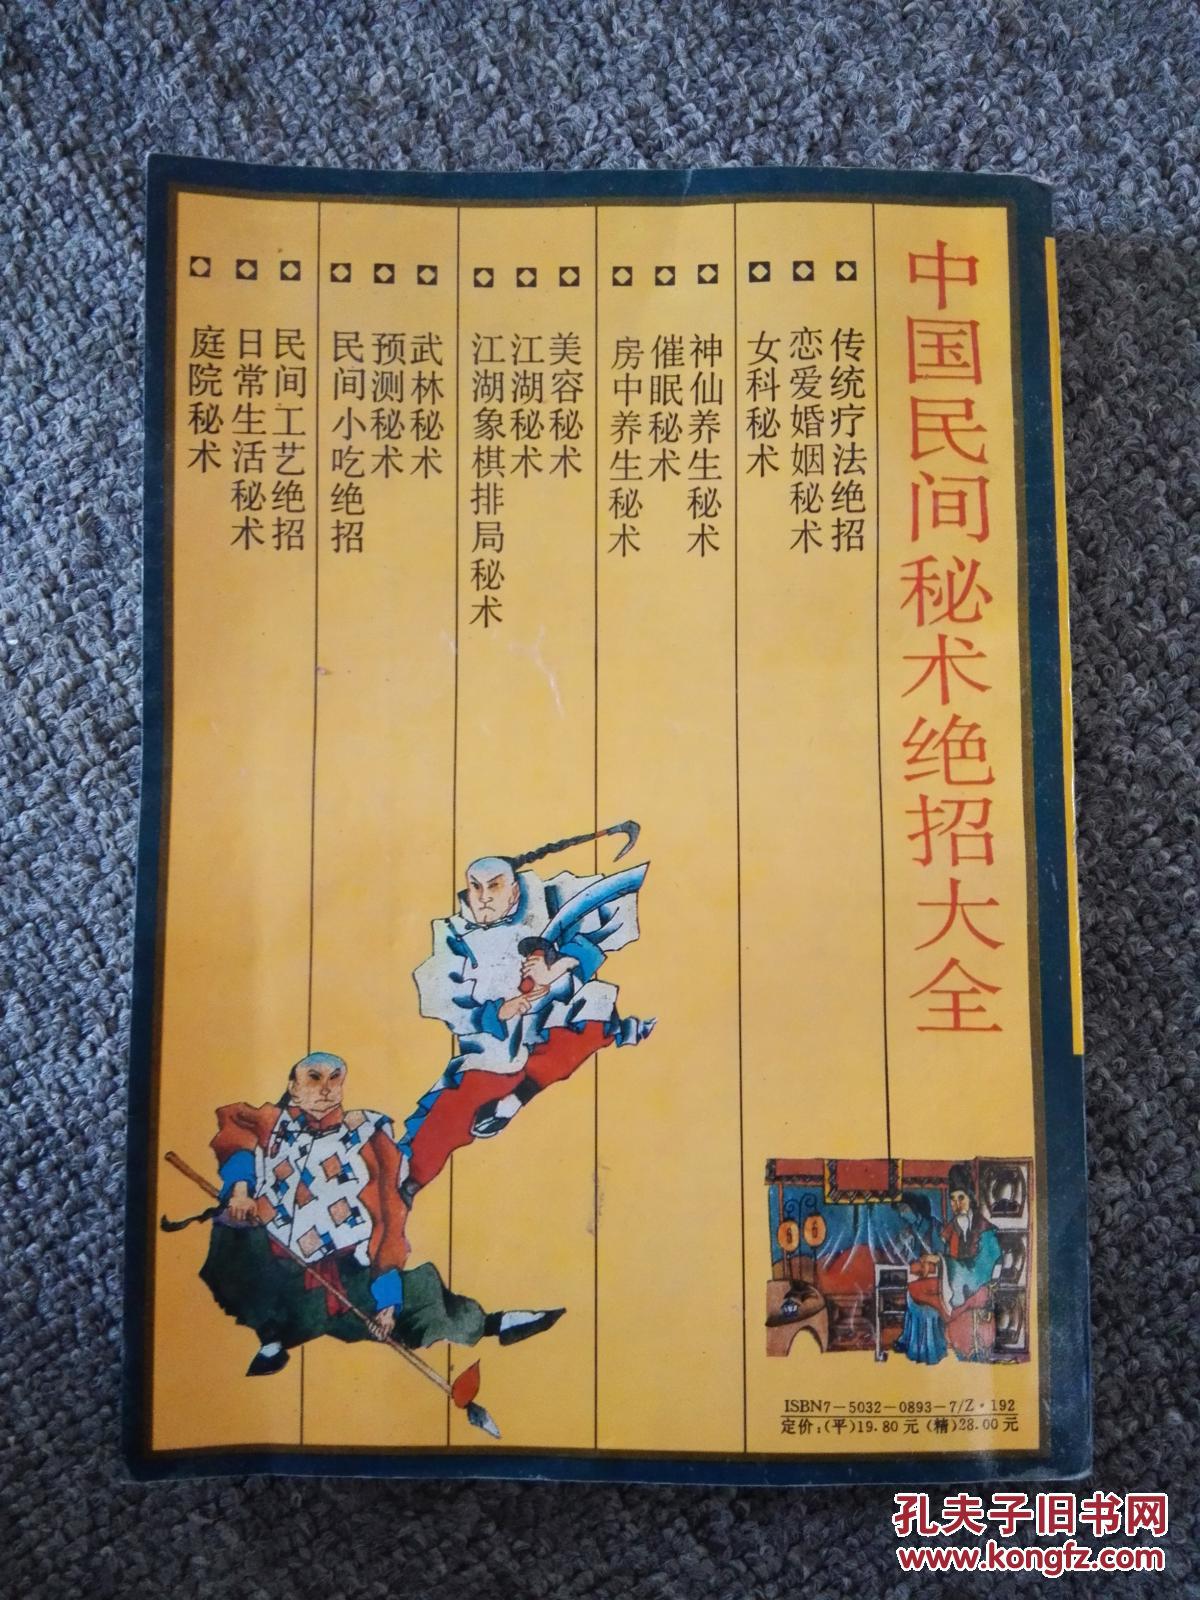 中国民间秘术绝招大全
传统疗法绝招
恋爱婚姻秘术
女科秘术
神仙养生秘术
催眠秘术
房中养生秘术
美容秘术
江湖秘术
江湖象棋排局秘术
武林秘术
预测秘术
民间小吃绝招
民间工艺绝招
日常生活秘术
庭院秘术
ISBN7-5032-0893-7/Z·192
定价:(平)19.80元(精)28.00元
孔夫子旧书网
www.kongfz.com